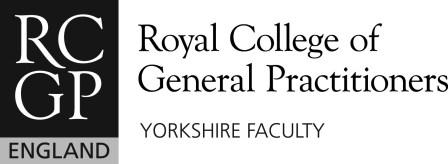 RC
GP
ENGLAND
Royal College of
General Practitioners
YORKSHIRE FACULTY